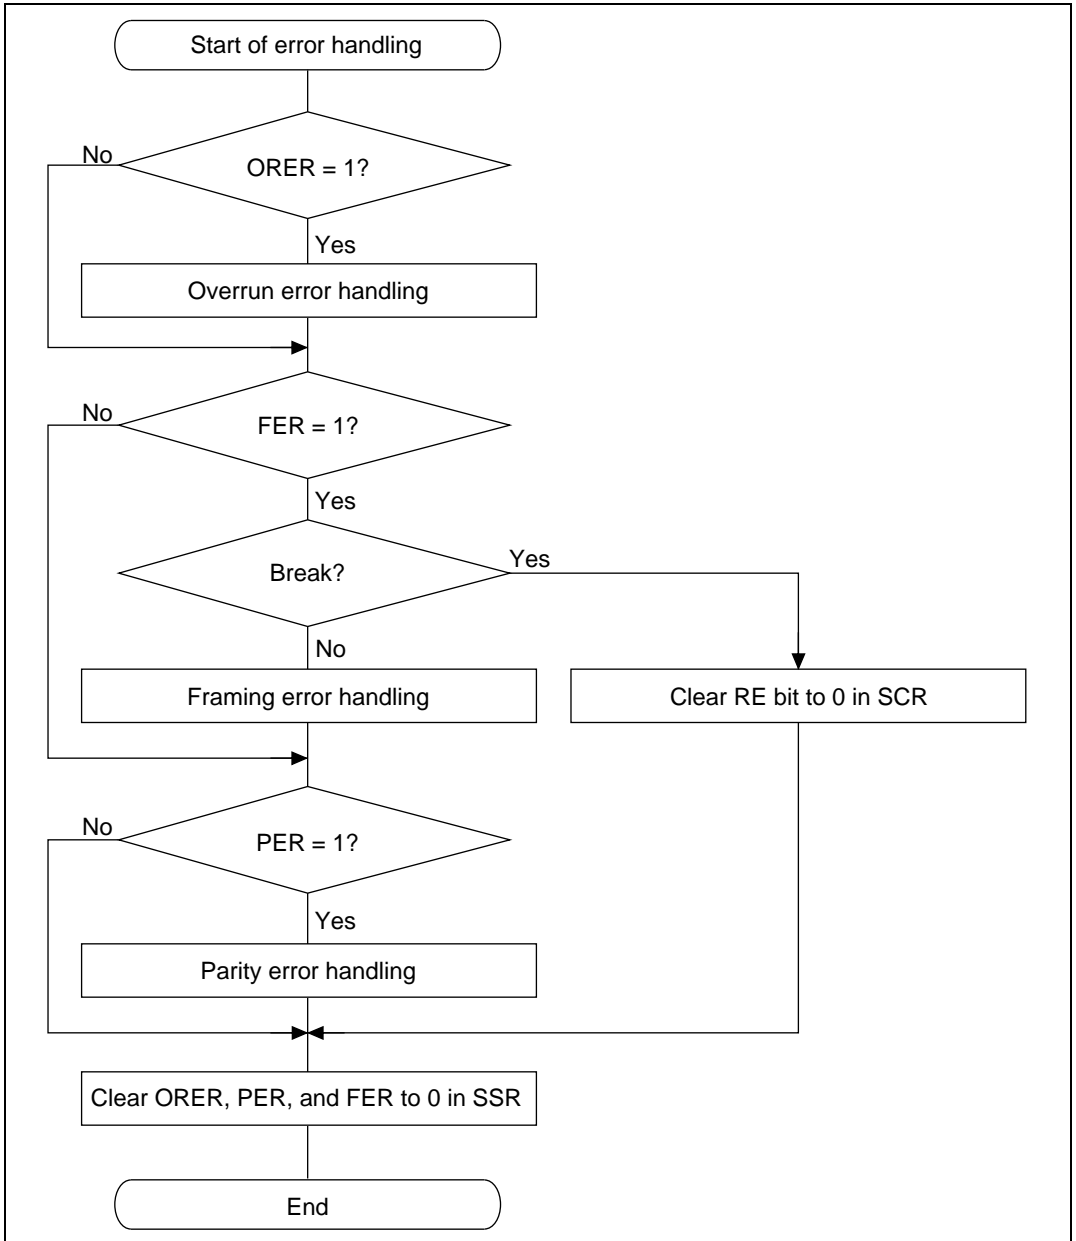 Start of error handling
No
ORER = 1?
Yes
Overrun error handling
No
FER = 1?
Yes
Break?
Yes
No
Framing error handling
Clear RE bit to 0 in SCR
No
PER = 1?
Yes
Parity error handling
Clear ORER, PER, and FER to 0 in SSR
End